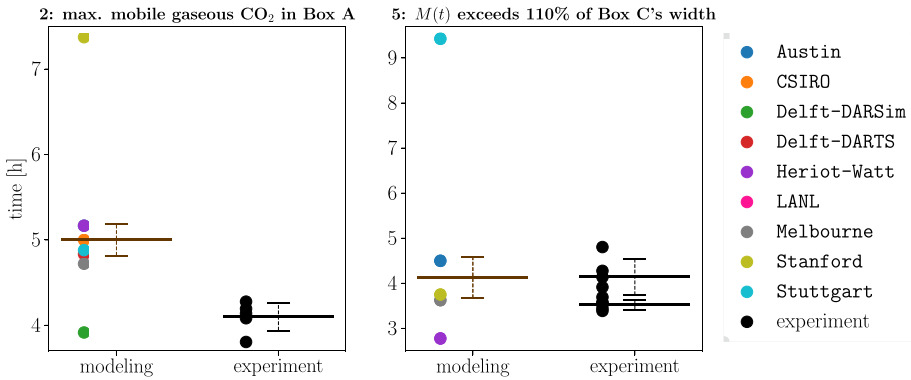 2: max. mobile gaseous CO₂ in Box A
5: M(t) exceeds 110% of Box C's width
time [h]
7
6
5
4
modeling
experiment
9
8
7
6
5
4
3
modeling
experiment
Austin
CSIRO
Delft-DARSim
Delft-DARTS
Heriot-Watt
LANL
Melbourne
Stanford
Stuttgart
experiment